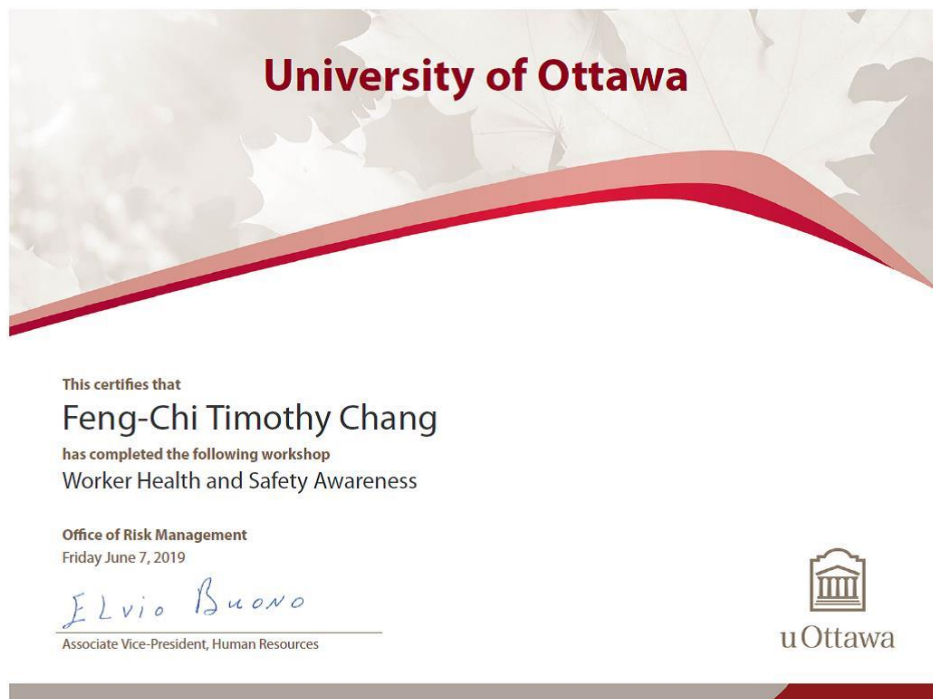 University of Ottawa
This certifies that
Feng-Chi Timothy Chang
has completed the following workshop
Worker Health and Safety Awareness
Office of Risk Management
Friday June 7, 2019
Elvio Buono
Associate Vice-President, Human Resources
uOttawa